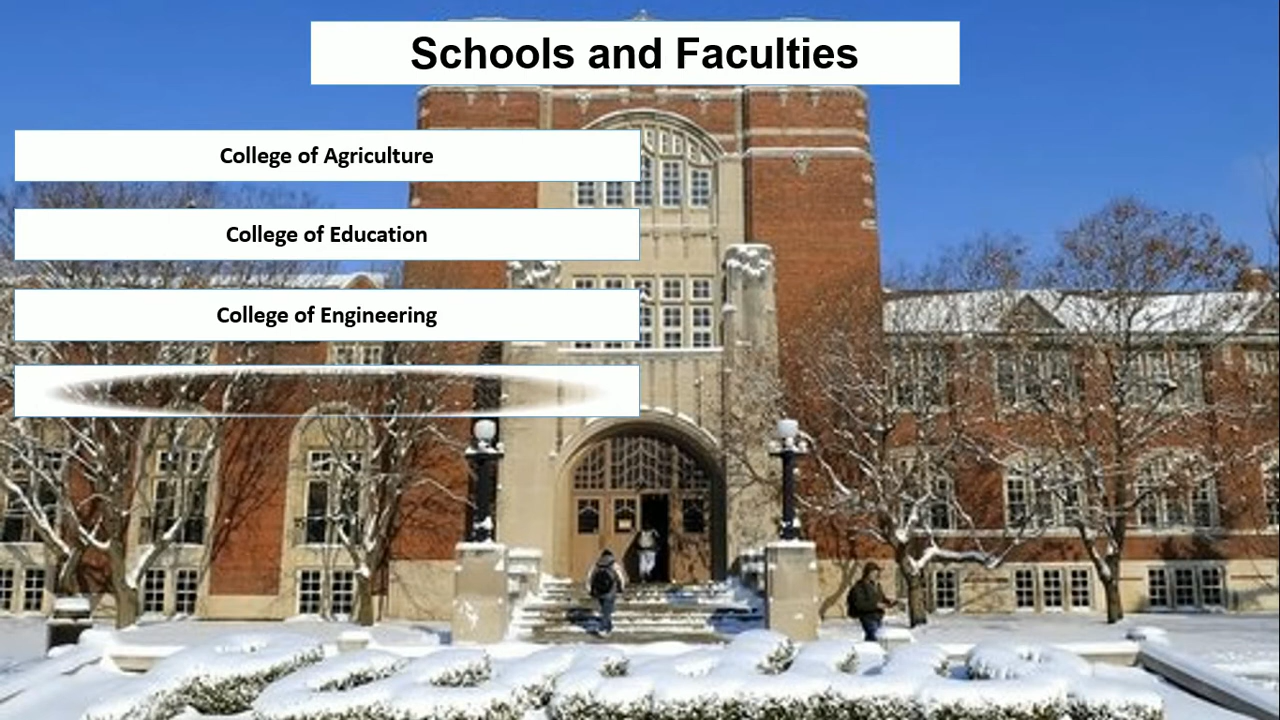 Schools and Faculties
College of Agriculture
College of Education
College of Engineering